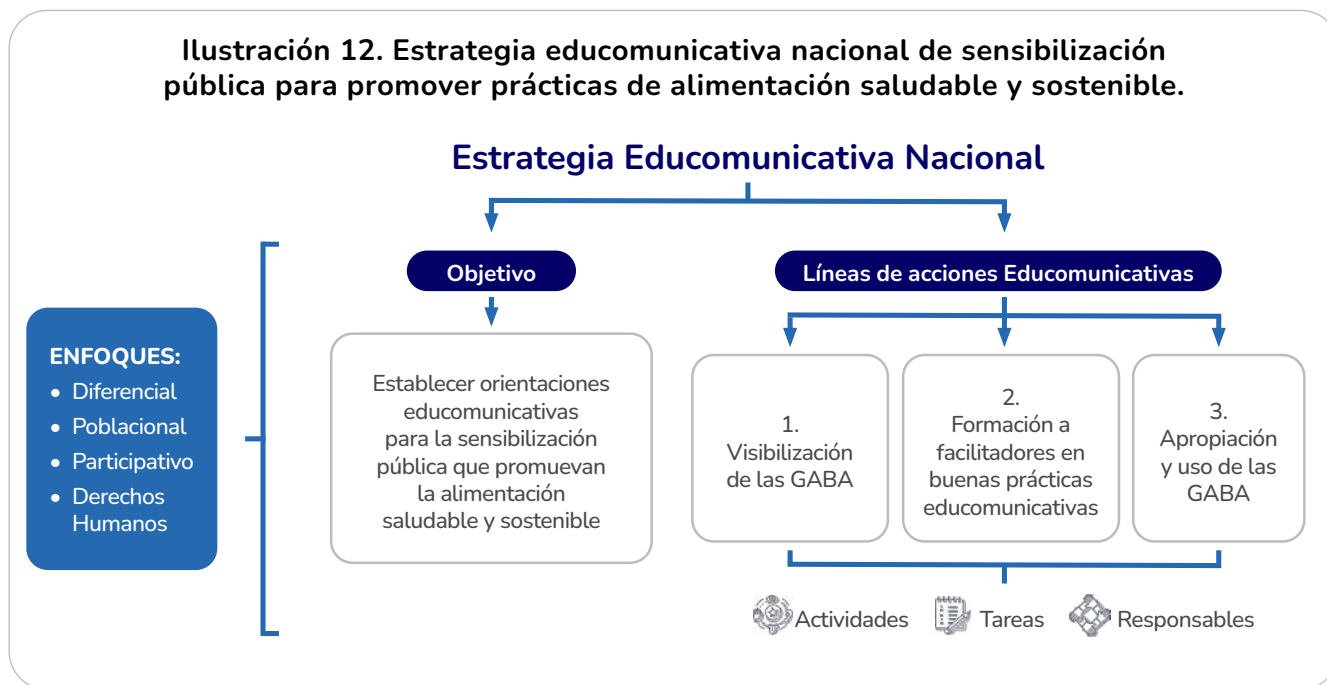 Ilustración 12. Estrategia educomunicativa nacional de sensibilización
pública para promover prácticas de alimentación saludable y sostenible.
Estrategia Educomunicativa Nacional
ENFOQUES:
• Diferencial
• Poblacional
• Participativo
• Derechos
Humanos
Objetivo
Establecer orientaciones
educomunicativas
para la sensibilización
pública que promuevan
la alimentación
saludable y sostenible
Líneas de acciones Educomunicativas
1.
Visibilización
de las GABA
2.
Formación a
facilitadores en
buenas prácticas
educomunicativas
3.
Apropiación
y uso de las
GABA
Actividades
Tareas
Responsables